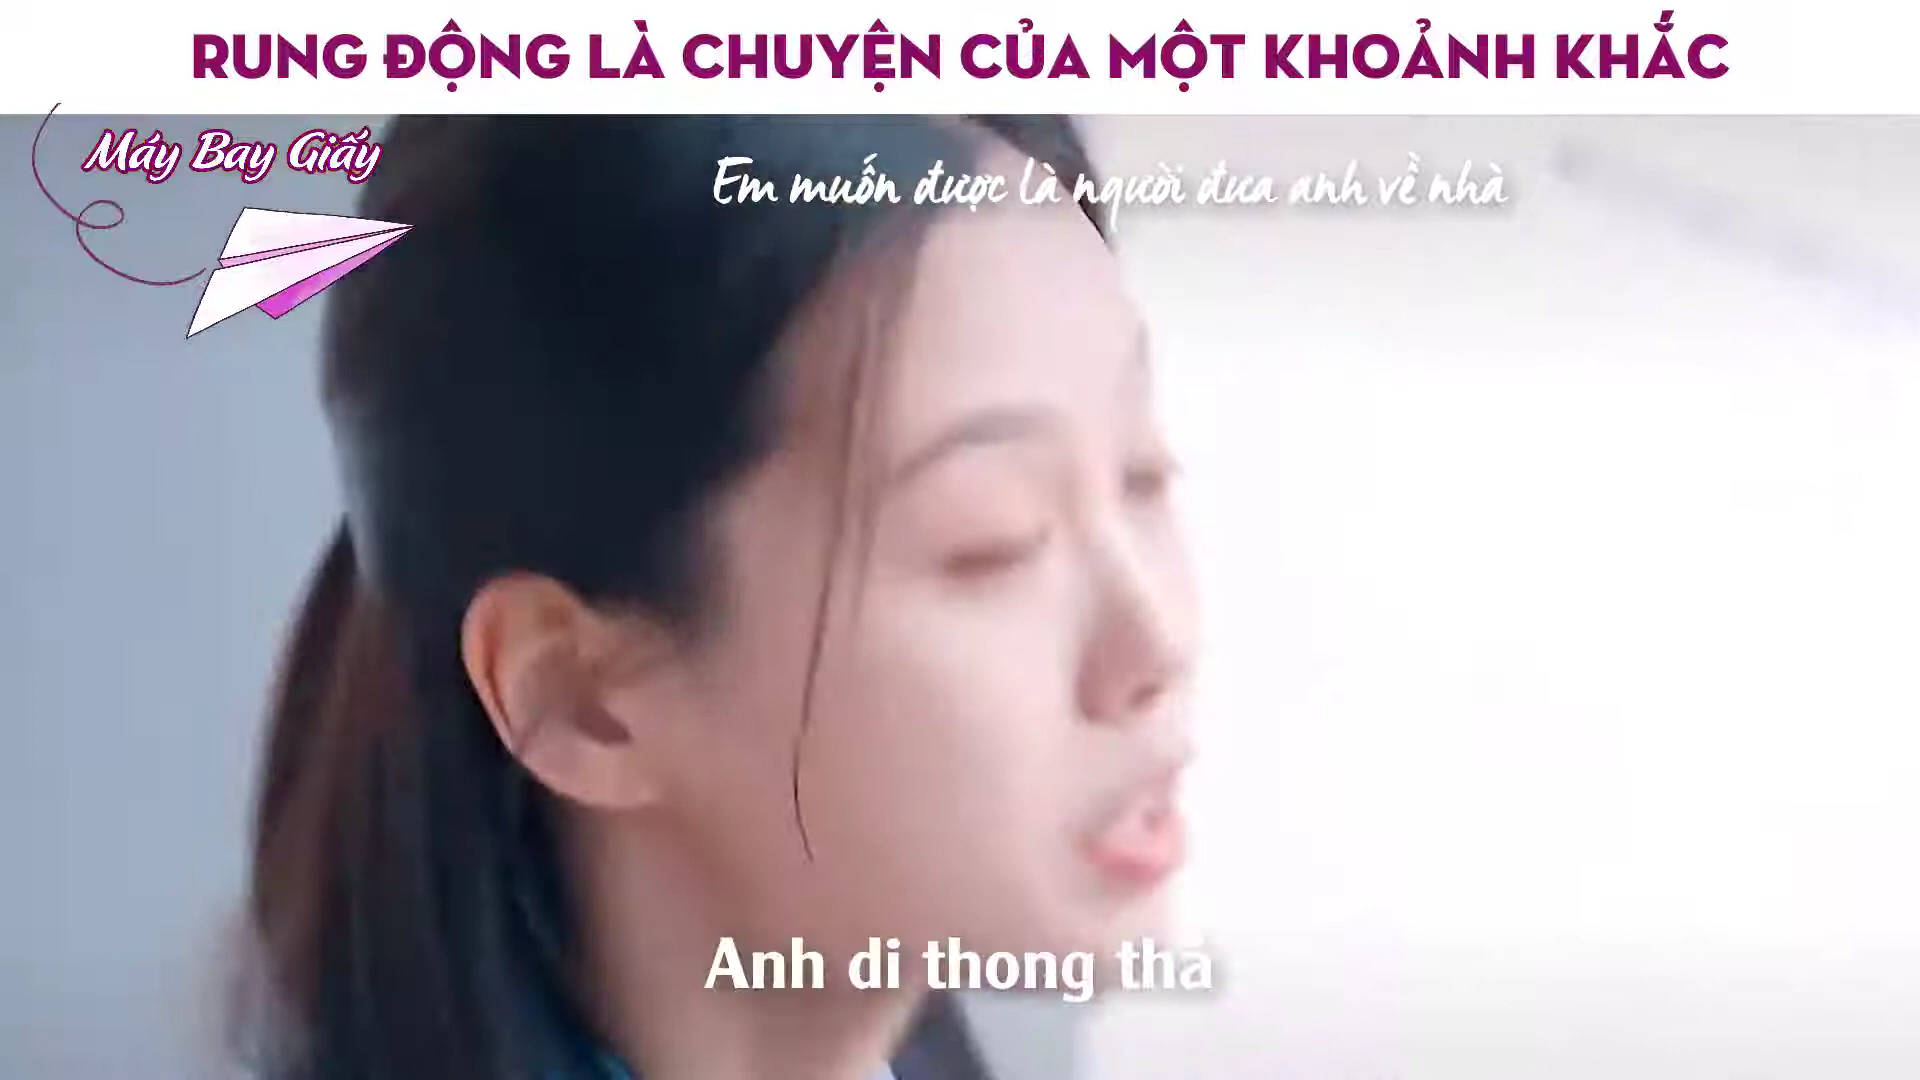 RUNG ĐỘNG LÀ CHUYỆN CỦA MỘT KHOẢNH KHẮC
Máy Bay Giấy
Em muốn được là người đưa anh về nhà
Anh di thong thả